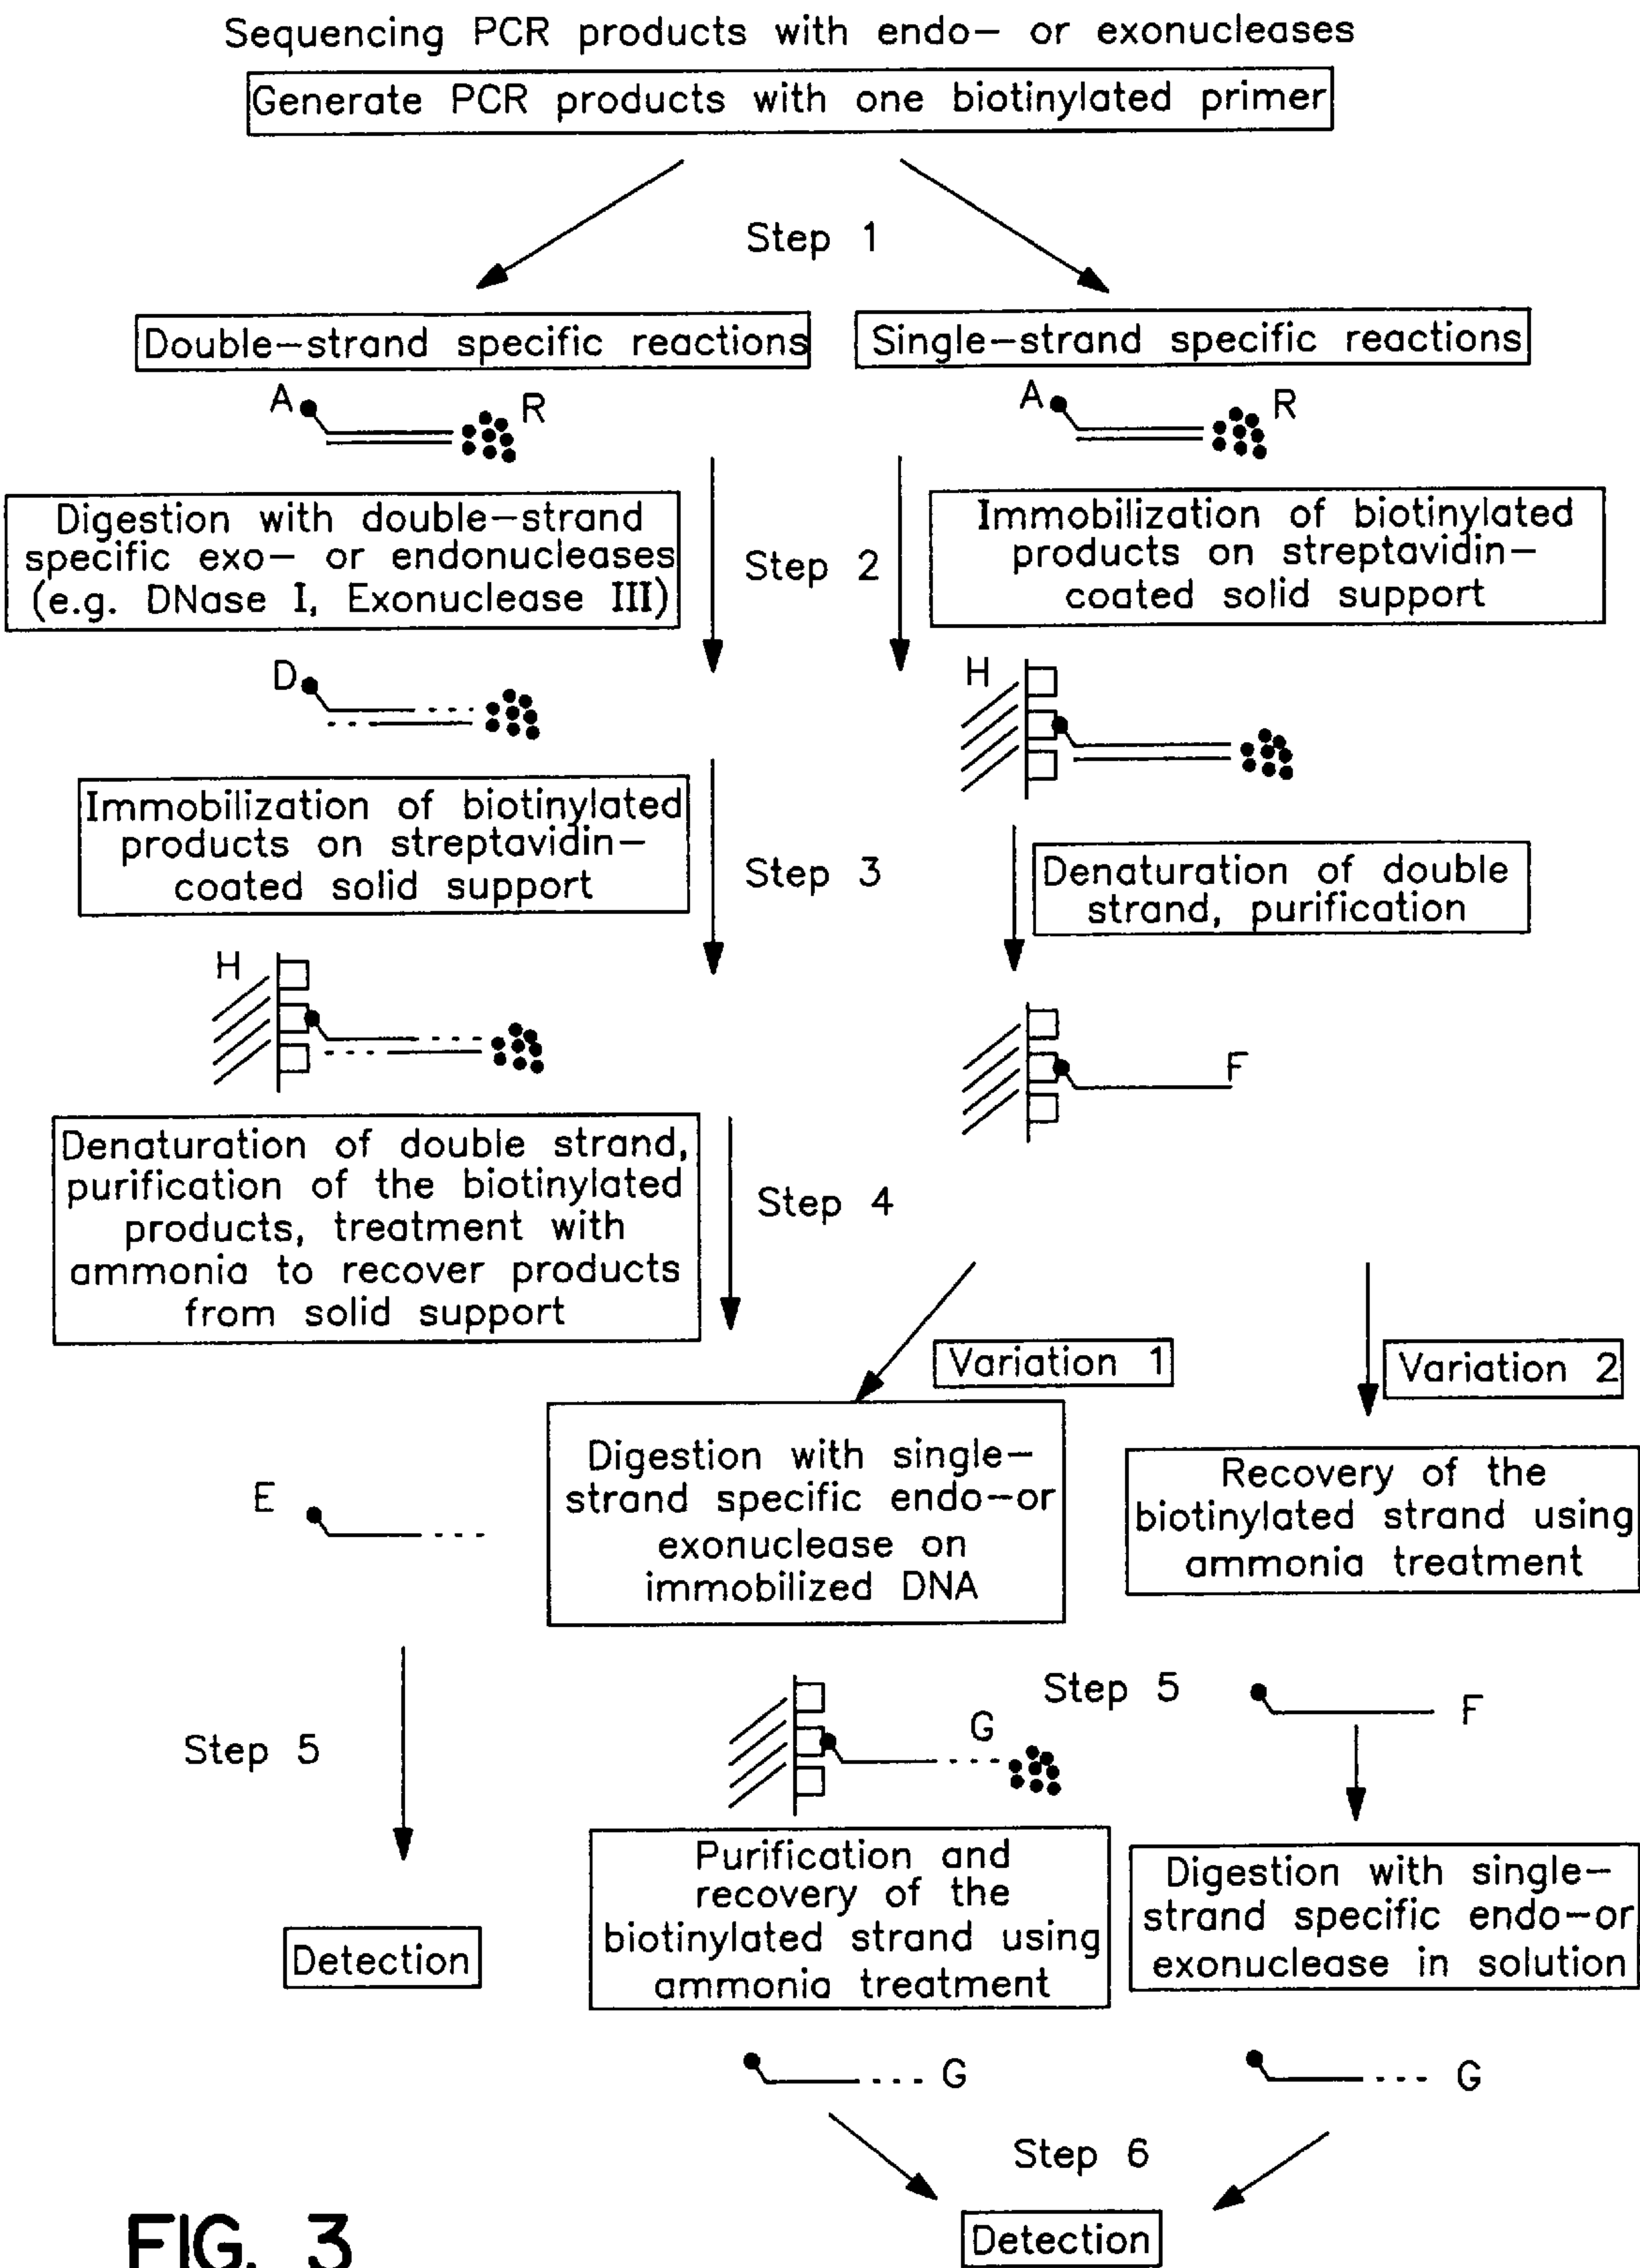 Sequencing PCR products with endo- or exonucleases
Generate PCR products with one biotinylated primer
Step 1
Double-strand specific reactions
Single-strand specific reactions
A
R
A
R
Digestion with double-strand
specific exo- or endonucleases
(e.g. DNase I, Exonuclease III)
Step 2
Immobilization of biotinylated
products on streptavidin-
coated solid support
D
H
Immobilization of biotinylated
products on streptavidin-
coated solid support
Step 3
Denaturation of double
strand, purification
H
F
Denaturation of double strand,
purification of the biotinylated
products, treatment with
ammonia to recover products
from solid support
Step 4
Variation 1
Variation 2
E
Digestion with single-
strand specific endo-or
exonuclease on
immobilized DNA
Recovery of the
biotinylated strand using
ammonia treatment
Step 5
G
Step 5
F
Detection
Purification and
recovery of the
biotinylated strand using
ammonia treatment
Digestion with single-
strand specific endo-or
exonuclease in solution
G
G
Step 6
Detection
FIG. 3